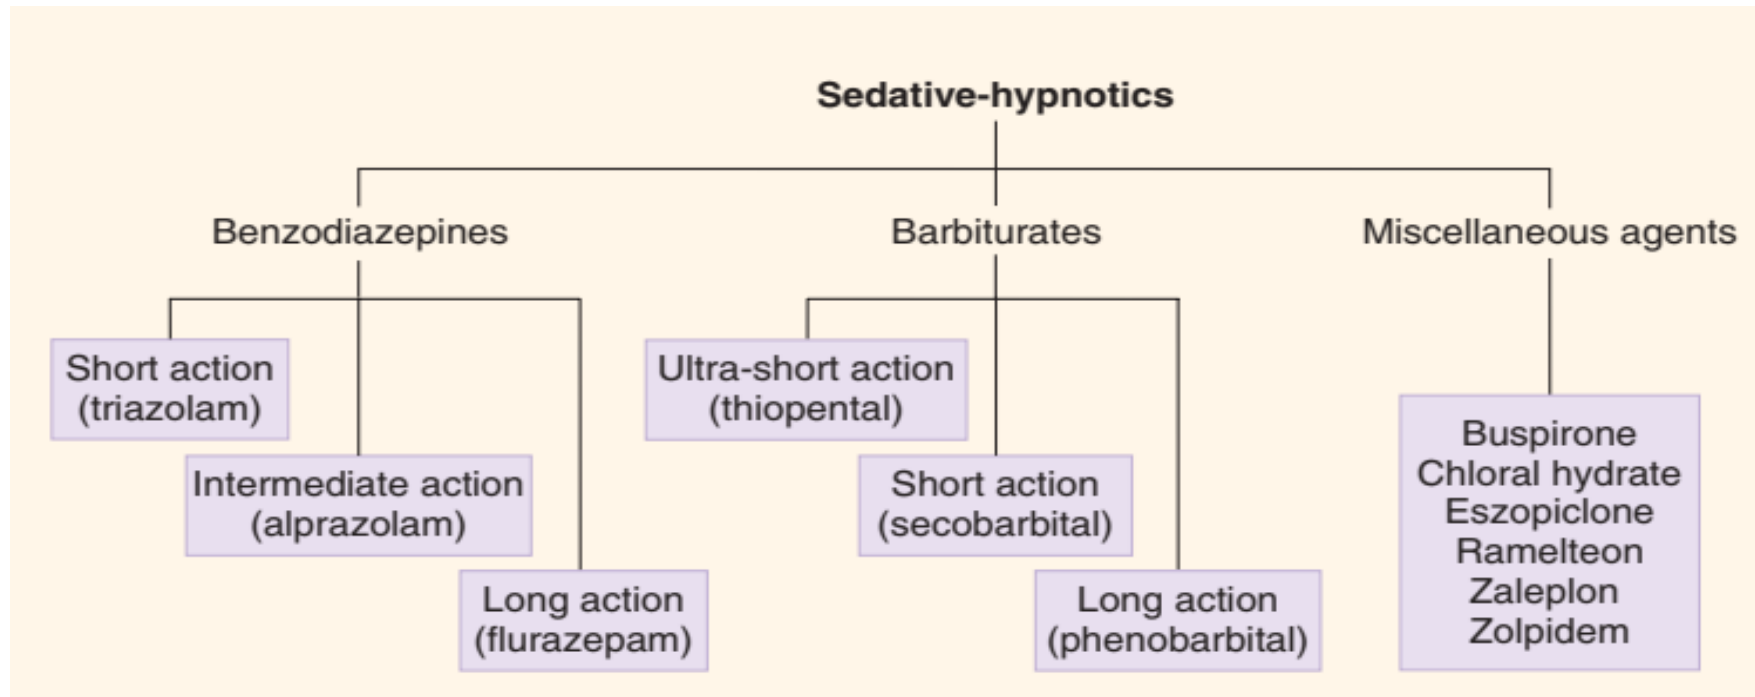 Sedative-hypnotics
Benzodiazepines
Barbiturates
Miscellaneous agents
Short action
(triazolam)
Intermediate action
(alprazolam)
Long action
(flurazepam)
Ultra-short action
(thiopental)
Short action
(secobarbital)
Long action
(phenobarbital)
Buspirone
Chloral hydrate
Eszopiclone
Ramelteon
Zaleplon
Zolpidem